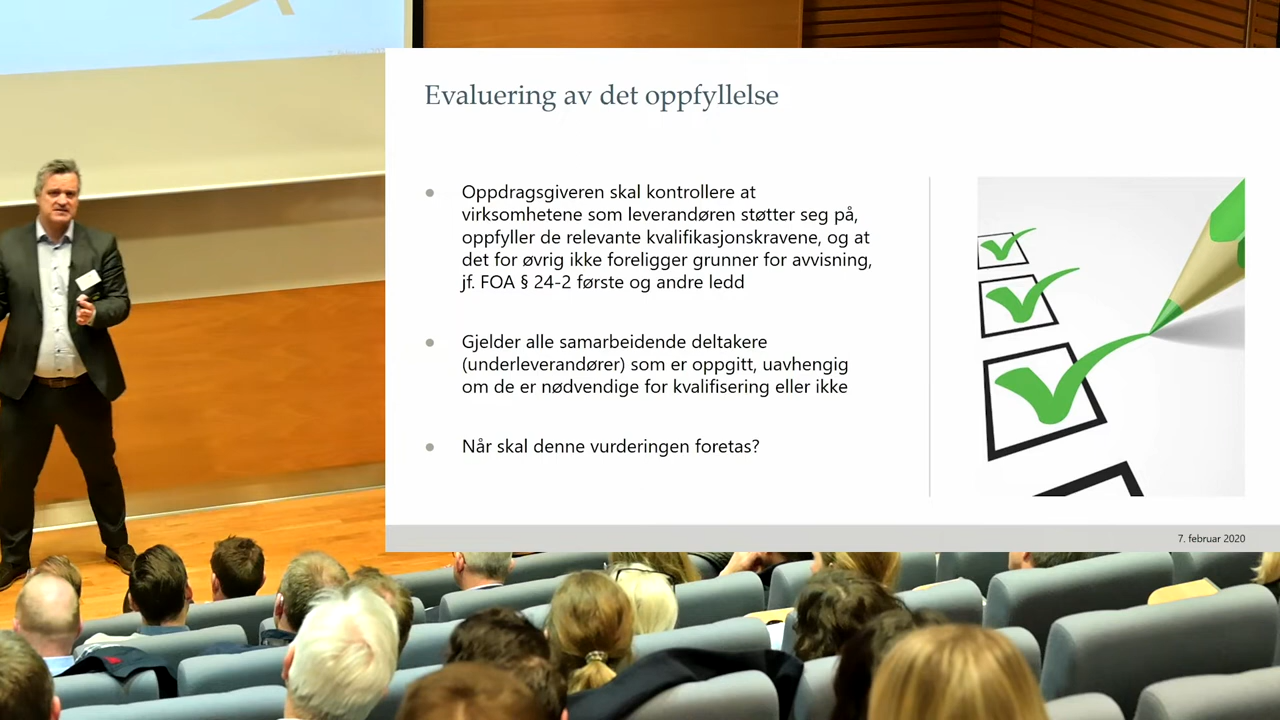 Evaluering av det oppfyllelse
● Oppdragsgiveren skal kontrollere at
virksomhetene som leverandøren støtter seg på,
oppfyller de relevante kvalifikasjonskravene, og at
det for øvrig ikke foreligger grunner for avvisning,
jf. FOA § 24-2 første og andre ledd
● Gjelder alle samarbeidende deltakere
(underleverandører) som er oppgitt, uavhengig
om de er nødvendige for kvalifisering eller ikke
● Når skal denne vurderingen foretas?
7. februar 2020